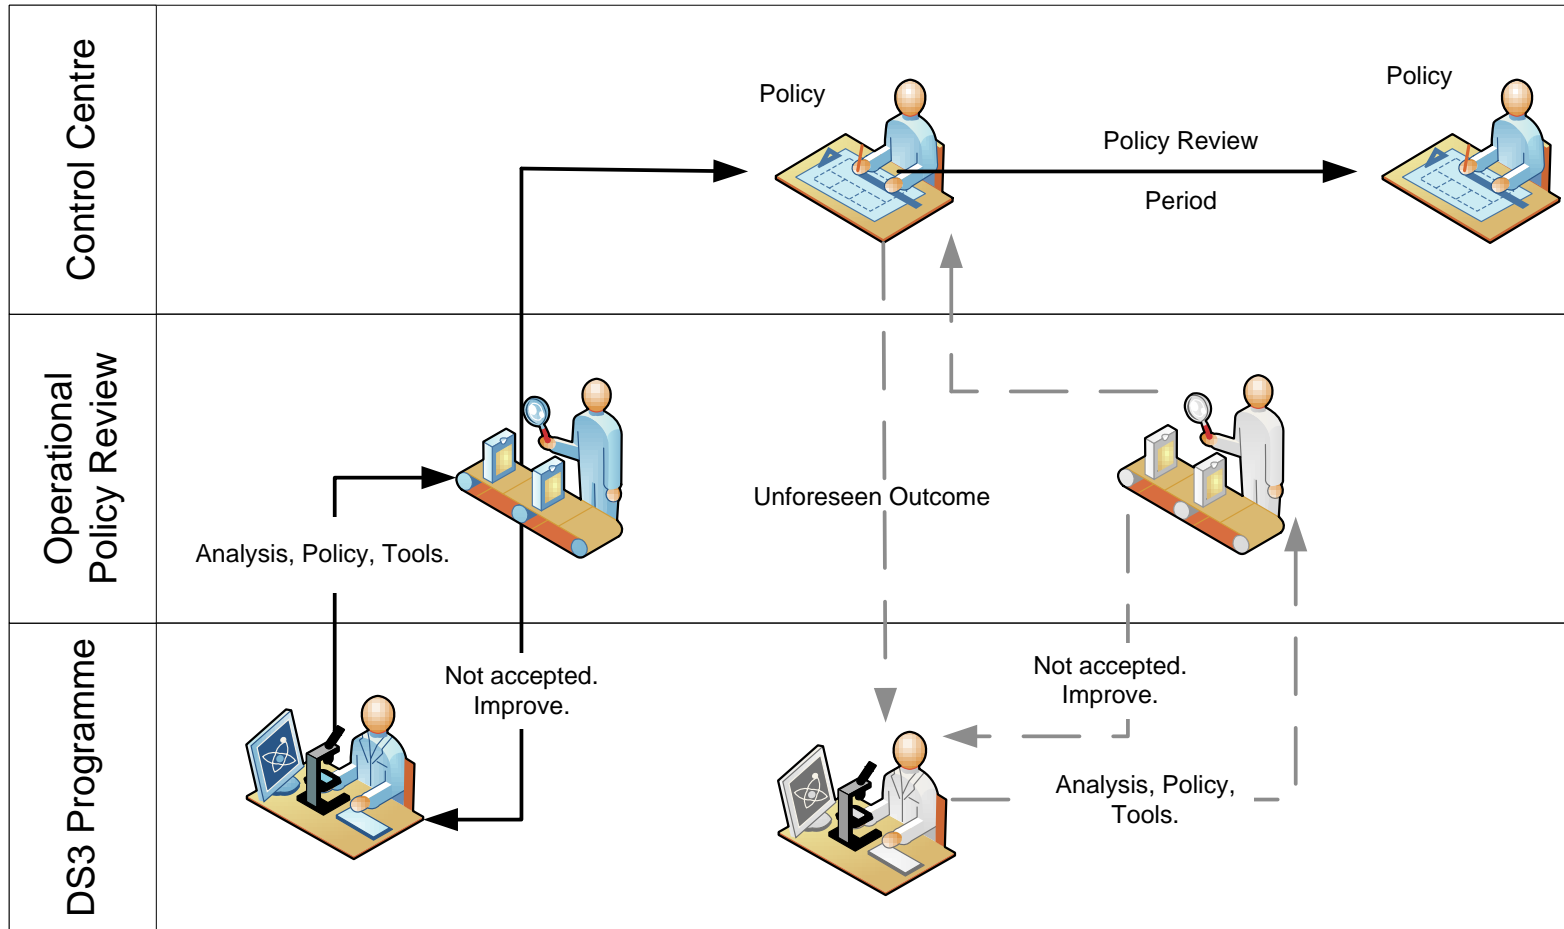 Control Centre
Policy
Policy
Policy Review
Period
Operational
Policy Review
Analysis, Policy, Tools.
Unforeseen Outcome
DS3 Programme
Not accepted.
Improve.
Not accepted.
Improve.
Analysis, Policy,
Tools.